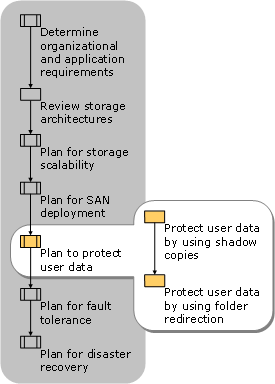 Determine
organizational
and application
requirements
Review storage
architectures
Plan for storage
scalability
Plan for SAN
deployment
Plan to protect
user data
Plan for fault
tolerance
Plan for disaster
recovery
Protect user data
by using shadow
copies
Protect user data
by using folder
redirection